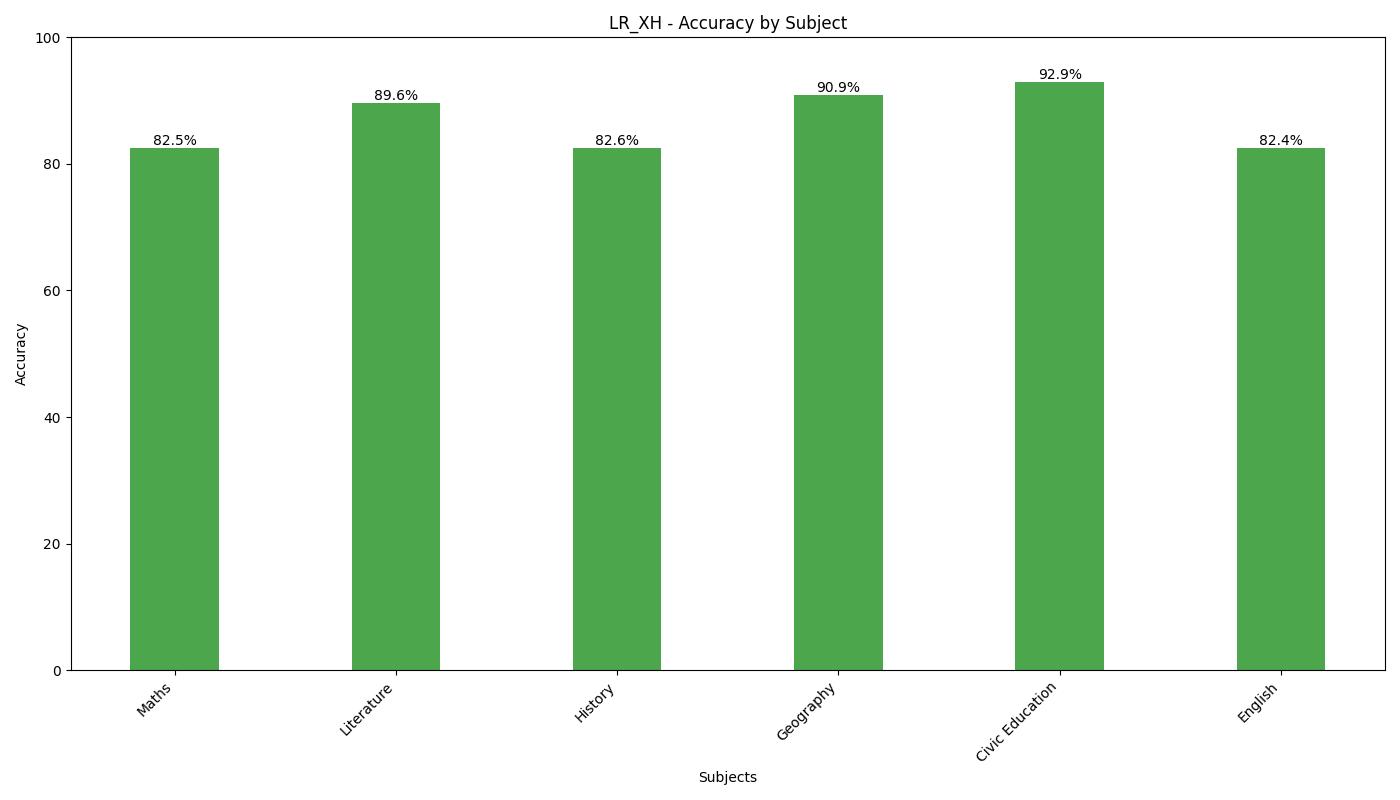 LR_XH - Accuracy by Subject
100
80
60
40
20
0
Accuracy
82.5%
89.6%
82.6%
90.9%
92.9%
82.4%
Maths
Literature
History
Geography
Civic Education
English
Subjects